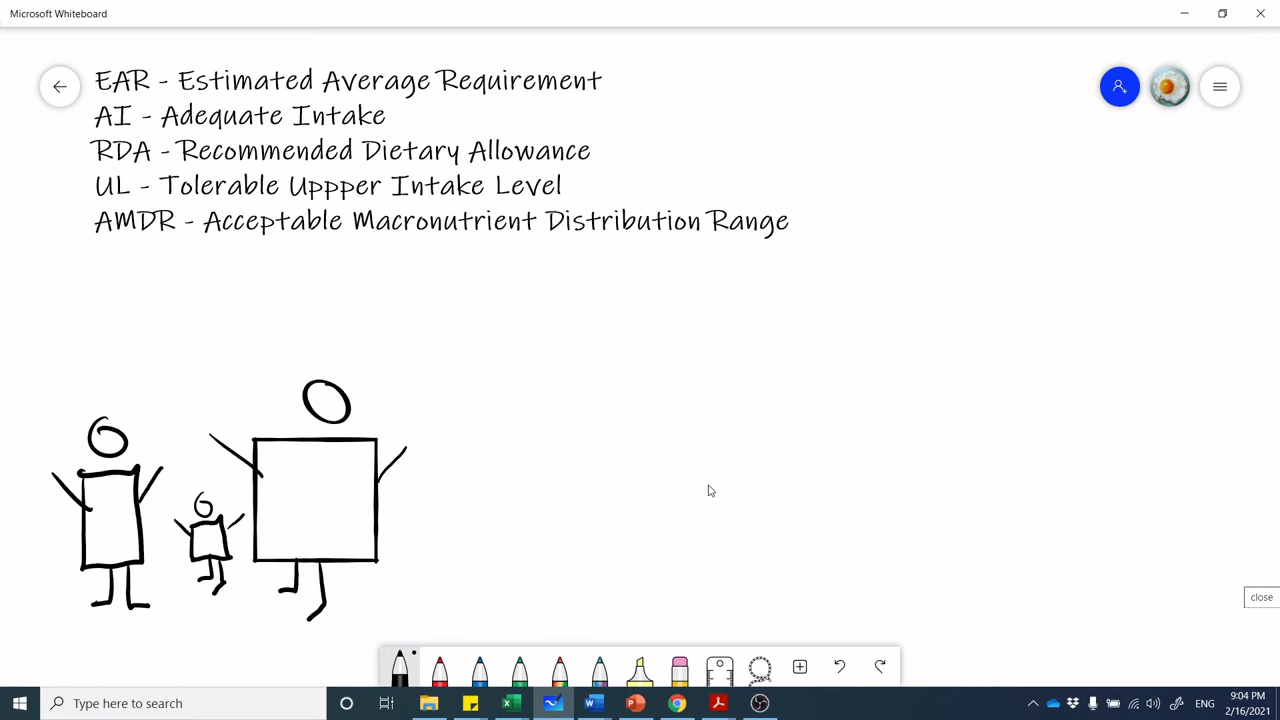 Microsoft Whiteboard
EAR - Estimated Average Requirement
AI - Adequate Intake
RDA - Recommended Dietary Allowance
UL - Tolerable Uppper Intake Level
AMDR - Acceptable Macronutrient Distribution Range
close
Type here to search
ENG
9:04 PM
2/16/2021